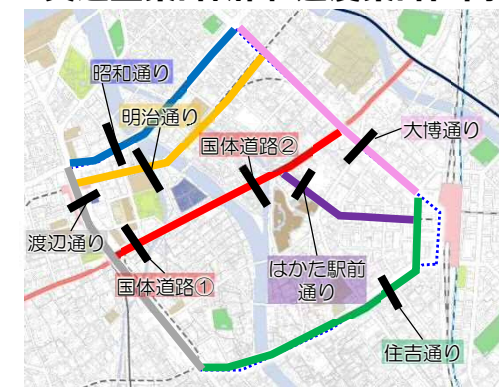 昭和通り
明治通り
国体道路②
大博通り
渡辺通り
はかた駅前
通り
国体道路①
住吉通り